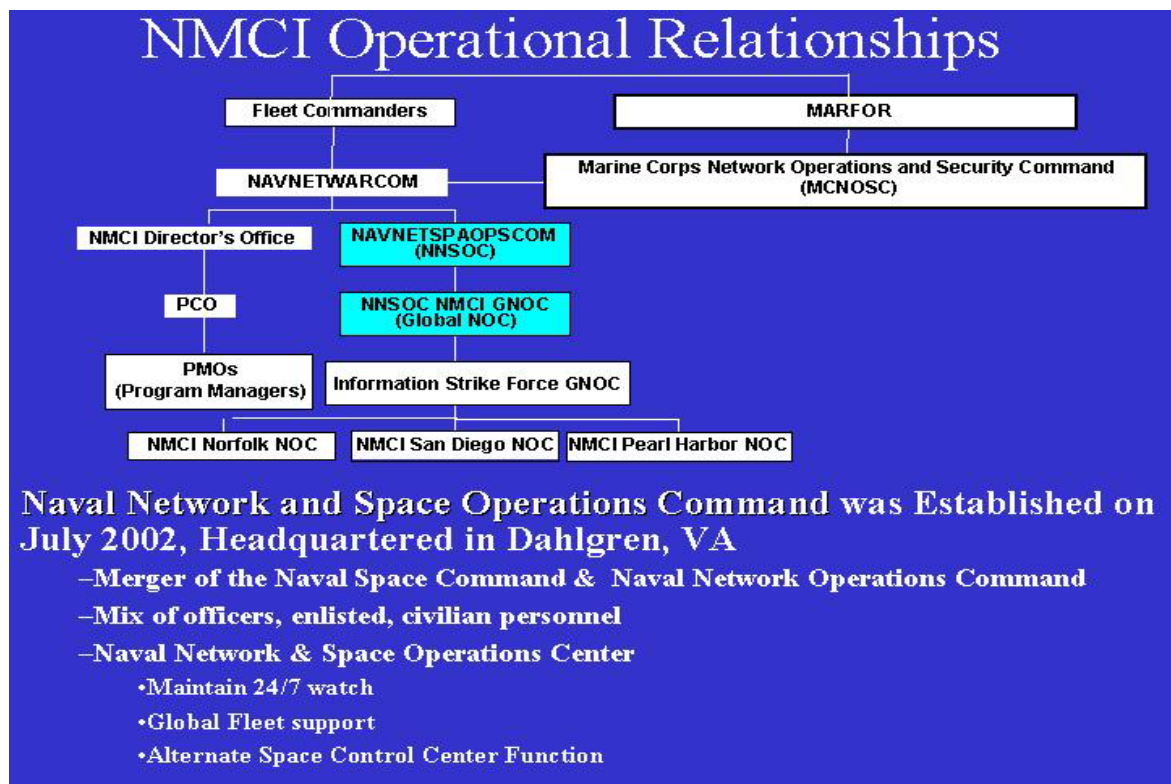 NMCI Operational Relationships
Fleet Commanders
MARFOR
Marine Corps Network Operations and Security Command
(MCNOSC)
NAVNETWARCOM
NMCI Director's Office
NAVNETSPAOPSCOM
(NNSOC)
PCO
NNSOC NMCI GNOC
(Global NOC)
PMOs
(Program Managers)
Information Strike Force GNOC
NMCI Norfolk NOC
NMCI San Diego NOC
NMCI Pearl Harbor NOC
Naval Network and Space Operations Command was Established on
July 2002, Headquartered in Dahlgren, VA
–Merger of the Naval Space Command & Naval Network Operations Command
–Mix of officers, enlisted, civilian personnel
–Naval Network & Space Operations Center
•Maintain 24/7 watch
•Global Fleet support
•Alternate Space Control Center Function